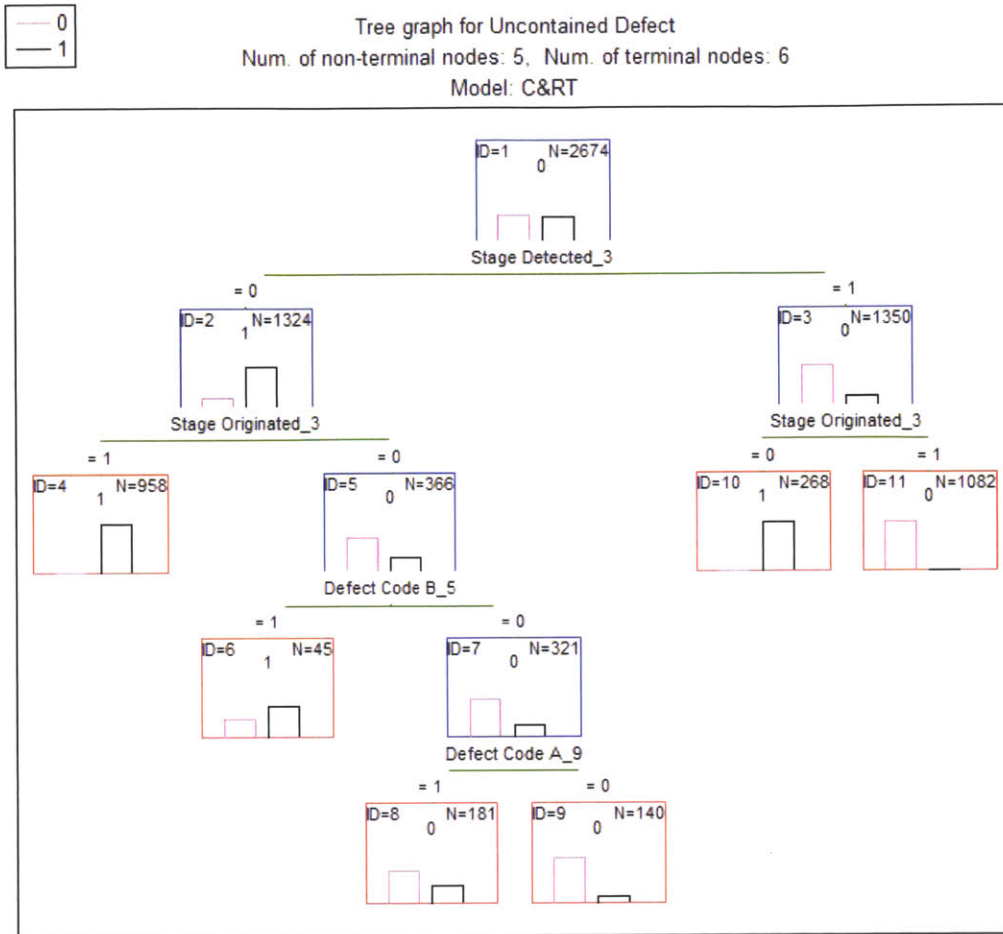 0
1
Tree graph for Uncontained Defect
Num. of non-terminal nodes: 5, Num. of terminal nodes: 6
Model: C&RT
ID=1 N=2674
0
Stage Detected_3
= 0 = 1
ID=2 N=1324 ID=3 N=1350
1 0
Stage Originated_3 Stage Originated_3
= 1 = 0 = 0 = 1
ID=4 N=958 ID=5 N=366 ID=10 N=268 ID=11 N=1082
1 0 1 0
Defect Code B_5
= 1 = 0
ID=6 N=45 ID=7 N=321
1 0
Defect Code A_9
= 1 = 0
ID=8 N=181 ID=9 N=140
0 0